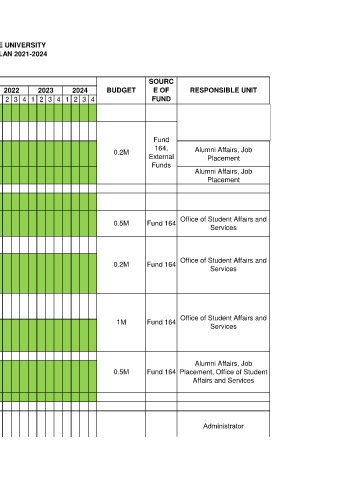 E UNIVERSITY
LAN 2021-2024
2022 2023 2024 BUDGET SOURC E OF FUND RESPONSIBLE UNIT
2 3 4 1 2 3 4 1 2 3 4
0.2M
Fund 164, External Funds
Alumni Affairs, Job
Placement
Alumni Affairs, Job
Placement
0.5M Fund 164 Office of Student Affairs and
Services
0.2M Fund 164 Office of Student Affairs and
Services
1M Fund 164 Office of Student Affairs and
Services
0.5M Fund 164 Alumni Affairs, Job
Placement, Office of Student
Affairs and Services
Administrator